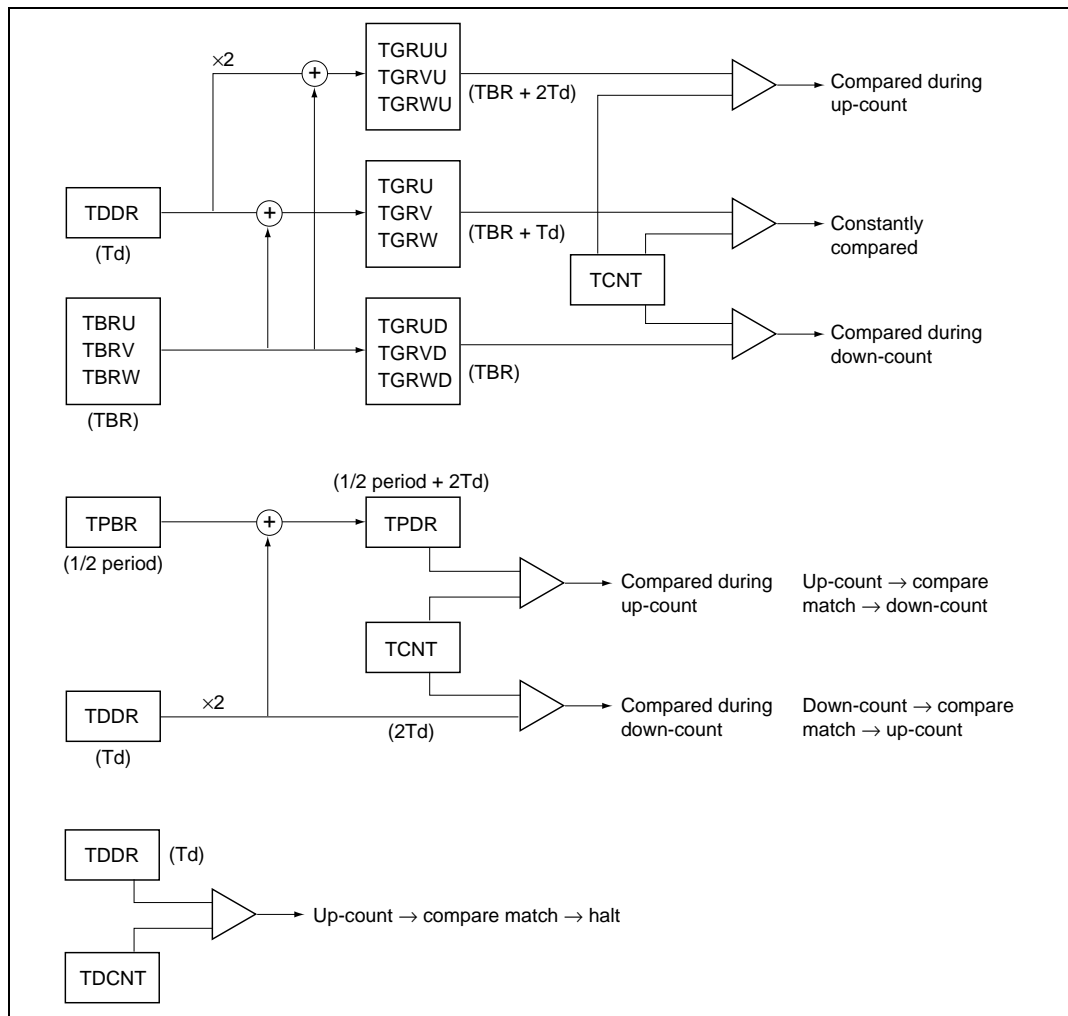 ×2
TGRUU
TGRVU
TGRWU
(TBR + 2Td)
Compared during
up-count
TDDR
(Td)
TGRU
TGRV
TGRW
(TBR + Td)
Constantly
compared
TCNT
TBRU
TBRV
TBRW
(TBR)
TGRUD
TGRVD
TGRWD
(TBR)
Compared during
down-count
(1/2 period + 2Td)
TPBR
(1/2 period)
+
+
+
TPDR
Compared during
up-count
Up-count → compare
match → down-count
TCNT
TDDR
(Td)
×2
(2Td)
Compared during
down-count
Down-count → compare
match → up-count
TDDR
(Td)
Up-count → compare match → halt
TDCNT